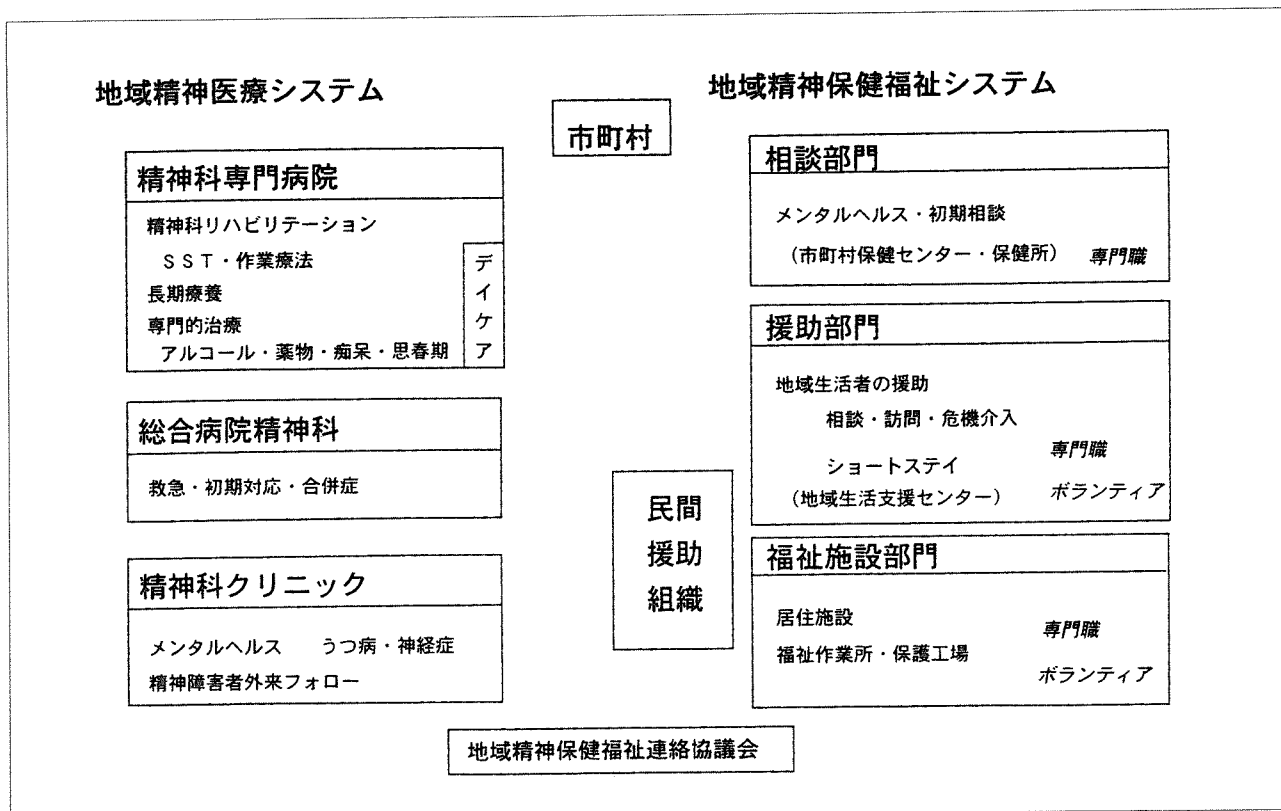 地域精神医療システム
精神科専門病院
精神科リハビリテーション
SST・作業療法
長期療養
専門的治療
アルコール・薬物・痴呆・思春期
デイケア
総合病院精神科
救急・初期対応・合併症
精神科クリニック
メンタルヘルス うつ病・神経症
精神障害者外来フォロー
市町村
民間
援助
組織
地域精神保健福祉システム
相談部門
メンタルヘルス・初期相談
(市町村保健センター・保健所) 専門職
援助部門
地域生活者の援助
相談・訪問・危機介入
専門職
ショートステイ
(地域生活支援センター) ボランティア
福祉施設部門
居住施設
専門職
福祉作業所・保護工場
ボランティア
地域精神保健福祉連絡協議会